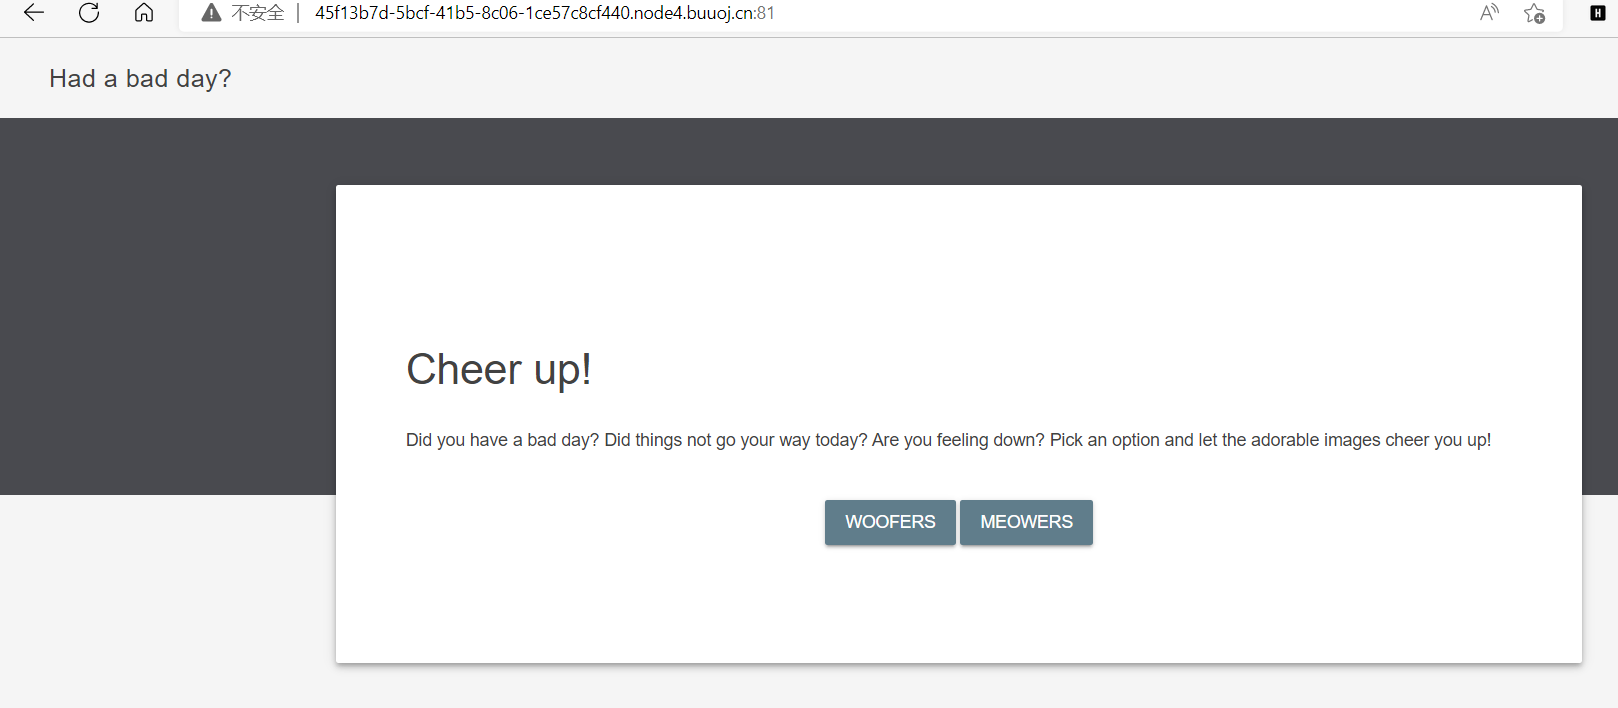 不安全 | 45f13b7d-5bcf-41b5-8c06-1ce57c8cf440.node4.buuoj.cn:81
Had a bad day?
Cheer up!
Did you have a bad day? Did things not go your way today? Are you feeling down? Pick an option and let the adorable images cheer you up!
WOOFERS MEOWERS